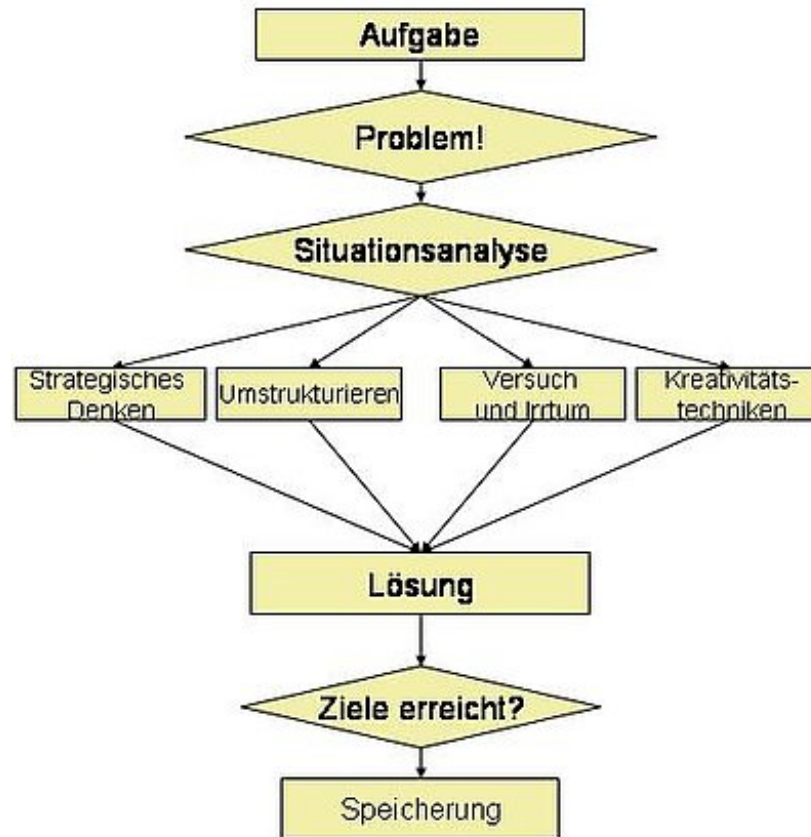 Aufgabe
Problem!
Situationsanalyse
Strategisches
Denken
Umstrukturieren
Versuch
und Irrtum
Kreativitäts-
techniken
Lösung
Ziele erreicht?
Speicherung